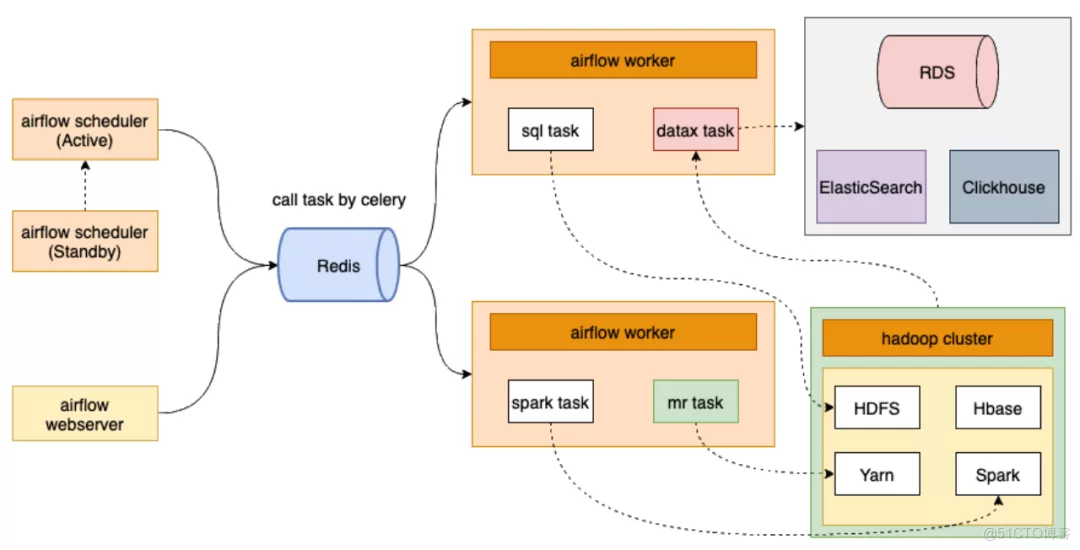 airflow scheduler
(Active)
airflow scheduler
(Standby)
airflow
webserver
call task by celery
Redis
airflow worker
sql task
datax task
airflow worker
spark task
mr task
RDS
ElasticSearch
Clickhouse
hadoop cluster
HDFS
Hbase
Yarn
Spark
@51CTO博客